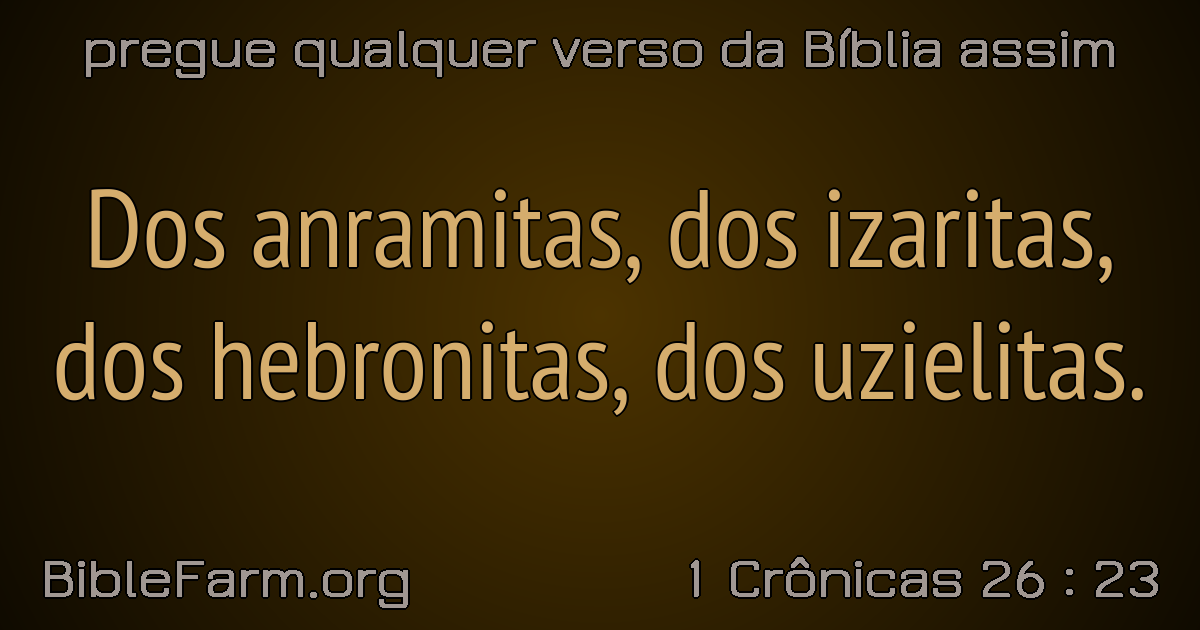 pregue qualquer verso da Bíblia assim
Dos anramitas, dos izaritas,
dos hebronitas, dos uzielitas.
BibleFarm.org
1 Crônicas 26 : 23